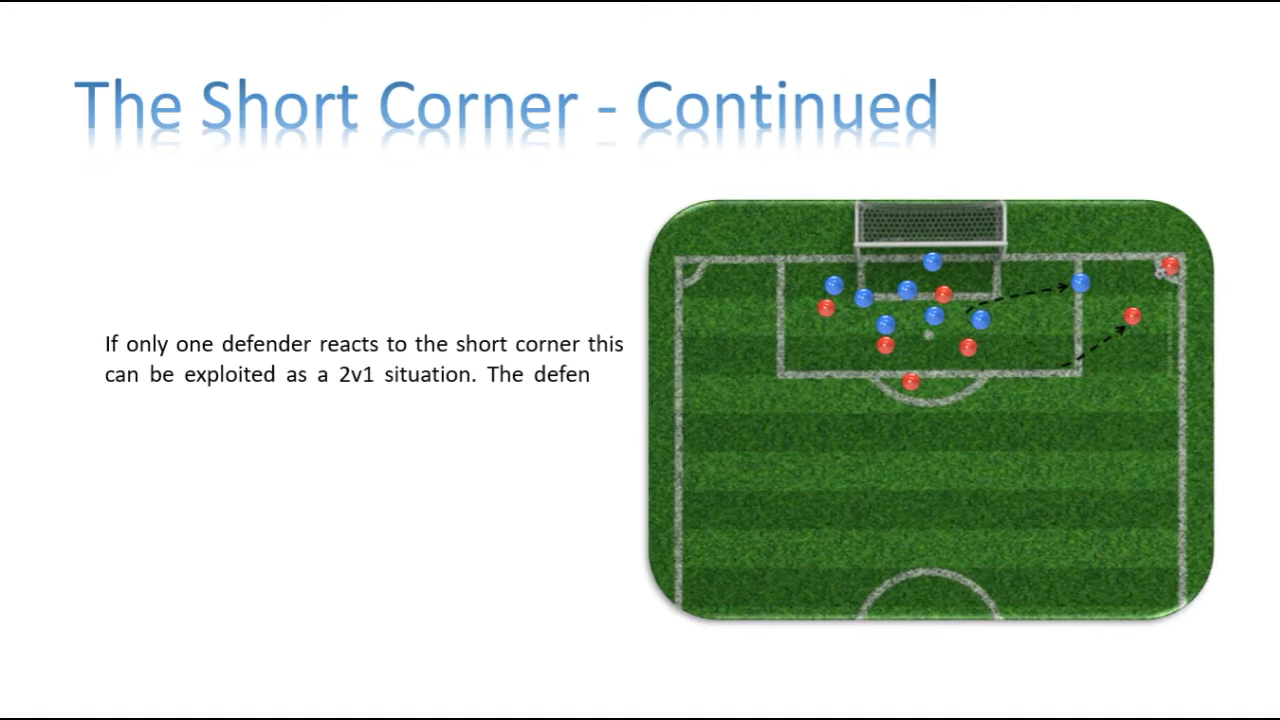 The Short Corner - Continued
If only one defender reacts to the short corner this
can be exploited as a 2v1 situation. The defen